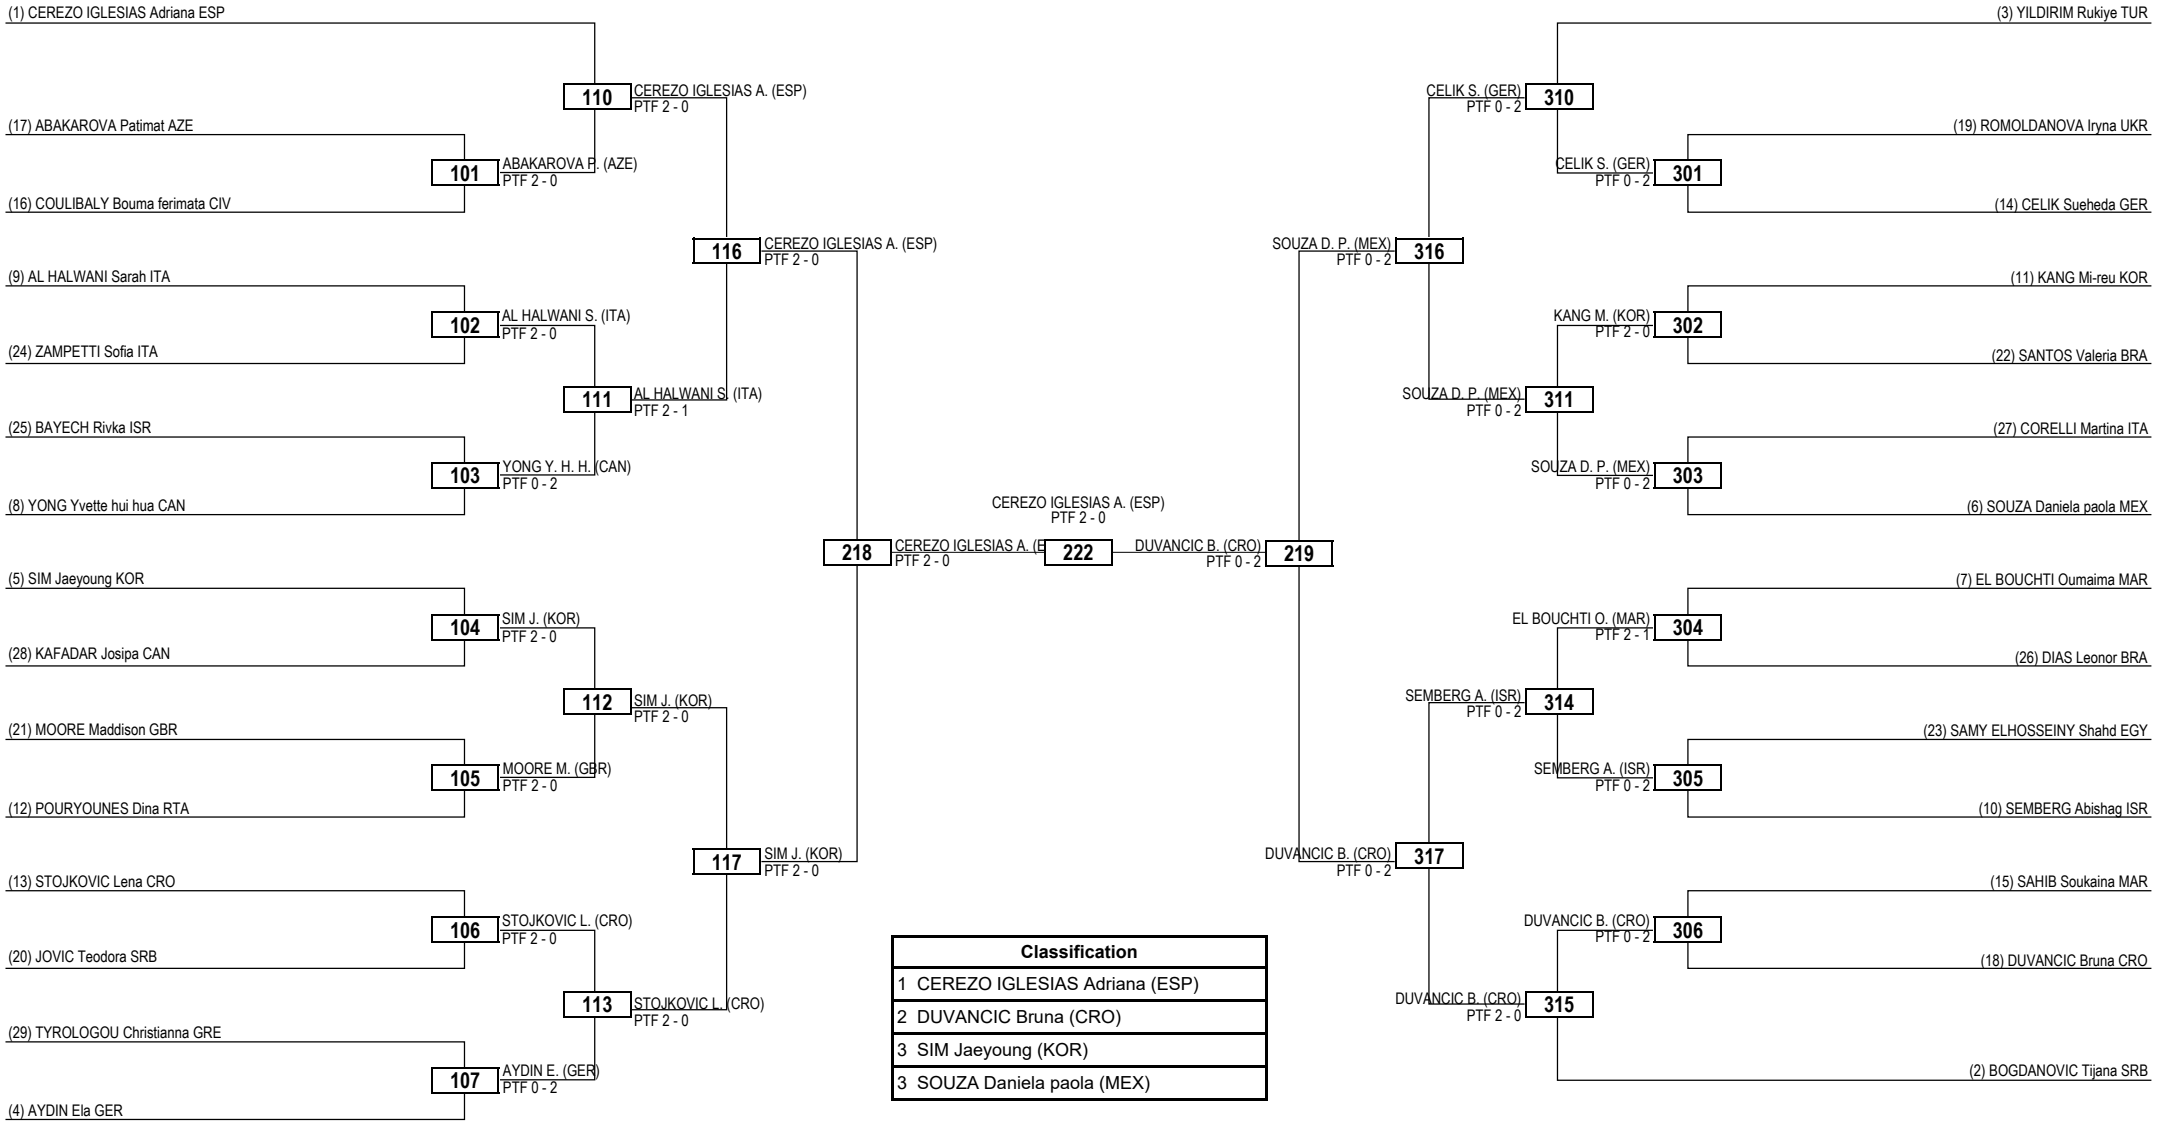 (1) CEREZO IGLESIAS Adriana ESP
110
CEREZO IGLESIAS A. (ESP)
PTF 2 - 0
(17) ABAKAROVA Patimat AZE
101
ABAKAROVA P. (AZE)
PTF 2 - 0
(16) COULIBALY Bouma ferimata CIV
116
CEREZO IGLESIAS A. (ESP)
PTF 2 - 0
(9) AL HALWANI Sarah ITA
102
AL HALWANI S. (ITA)
PTF 2 - 0
(24) ZAMPETTI Sofia ITA
111
AL HALWANI S. (ITA)
PTF 2 - 1
(25) BAYECH Rivka ISR
103
YONG Y. H. H. (CAN)
PTF 0 - 2
(8) YONG Yvette hui hua CAN
218
CEREZO IGLESIAS A. (E
PTF 2 - 0
(5) SIM Jaeyoung KOR
104
SIM J. (KOR)
PTF 2 - 0
(28) KAFADAR Josipa CAN
112
SIM J. (KOR)
PTF 2 - 0
(21) MOORE Maddison GBR
105
MOORE M. (GBR)
PTF 2 - 0
(12) POURYOUNES Dina RTA
117
SIM J. (KOR)
PTF 2 - 0
(13) STOJKOVIC Lena CRO
106
STOJKOVIC L. (CRO)
PTF 2 - 0
(20) JOVIC Teodora SRB
113
STOJKOVIC L. (CRO)
PTF 2 - 0
(29) TYROLOGOU Christianna GRE
107
AYDIN E. (GER)
PTF 0 - 2
(4) AYDIN Ela GER
CEREZO IGLESIAS A. (ESP)
PTF 2 - 0
222
(3) YILDIRIM Rukiye TUR
CELIK S. (GER)
PTF 0 - 2
310
(19) ROMOLDANOVA Iryna UKR
CELIK S. (GER)
PTF 0 - 2
301
(14) CELIK Sueheda GER
SOUZA D. P. (MEX)
PTF 0 - 2
316
(11) KANG Mi-reu KOR
KANG M. (KOR)
PTF 2 - 0
302
(22) SANTOS Valeria BRA
SOUZA D. P. (MEX)
PTF 0 - 2
311
(27) CORELLI Martina ITA
SOUZA D. P. (MEX)
PTF 0 - 2
303
(6) SOUZA Daniela paola MEX
DUVANCIC B. (CRO)
PTF 0 - 2
219
(7) EL BOUCHTI Oumaima MAR
EL BOUCHTI O. (MAR)
PTF 2 - 1
304
(26) DIAS Leonor BRA
SEMBERG A. (ISR)
PTF 0 - 2
314
(23) SAMY ELHOSSEINY Shahd EGY
SEMBERG A. (ISR)
PTF 0 - 2
305
(10) SEMBERG Abishag ISR
DUVANCIC B. (CRO)
PTF 0 - 2
317
(15) SAHIB Soukaina MAR
DUVANCIC B. (CRO)
PTF 0 - 2
306
(18) DUVANCIC Bruna CRO
DUVANCIC B. (CRO)
PTF 2 - 0
315
(2) BOGDANOVIC Tijana SRB
Classification
1 CEREZO IGLESIAS Adriana (ESP)
2 DUVANCIC Bruna (CRO)
3 SIM Jaeyoung (KOR)
3 SOUZA Daniela paola (MEX)